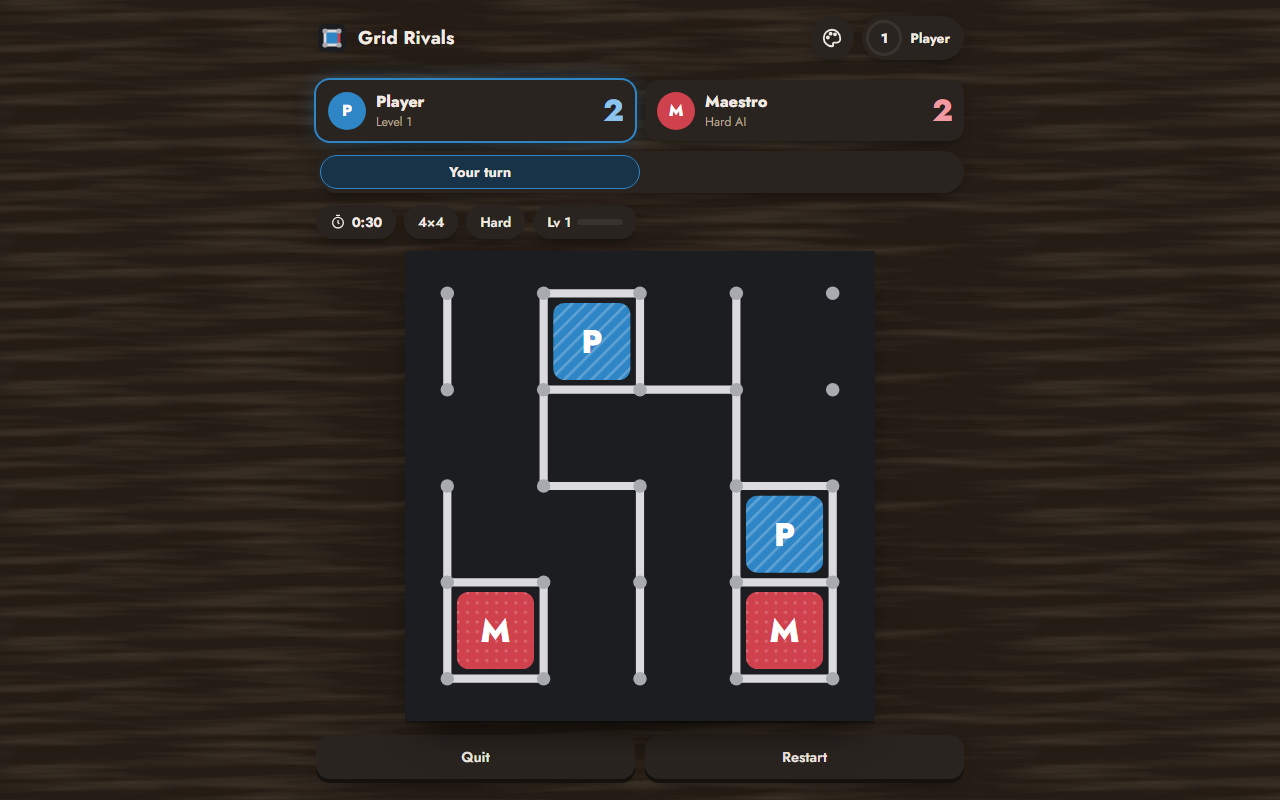 Grid Rivals
1 Player
P Player 2
Level 1
M Maestro 2
Hard AI
Your turn
0:30 4×4 Hard Lv 1
P
P
M M
Quit Restart